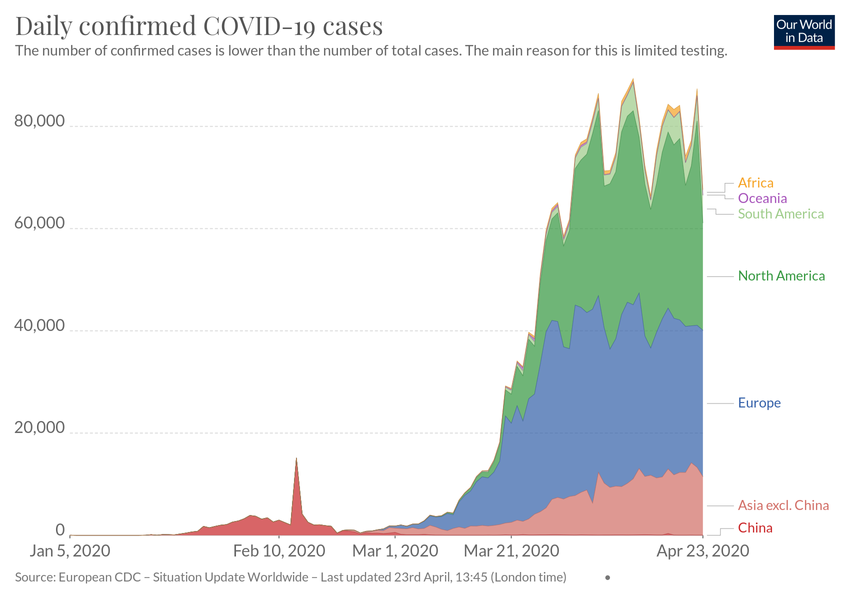 Daily confirmed COVID-19 cases
Our World
in Data
The number of confirmed cases is lower than the number of total cases. The main reason for this is limited testing.
80,000
60,000
40,000
20,000
0
Africa
Oceania
South America
North America
Europe
Asia excl. China
China
Jan 5, 2020
Feb 10, 2020
Mar 1, 2020
Mar 21, 2020
Apr 23, 2020
Source: European CDC – Situation Update Worldwide – Last updated 23rd April, 13:45 (London time)